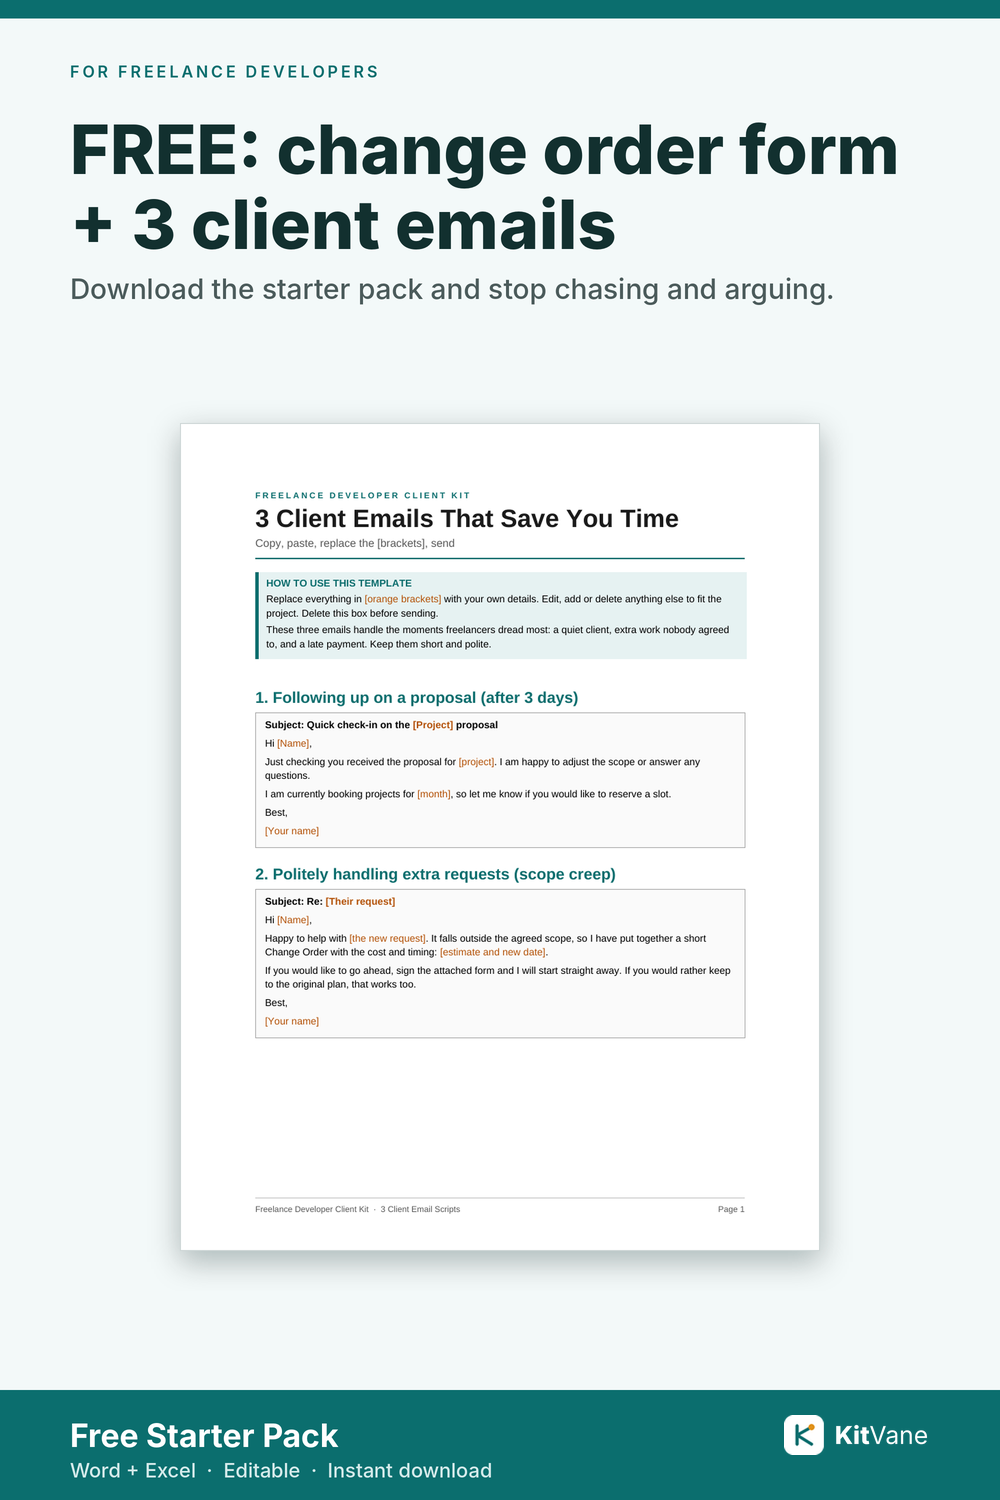 FOR FREELANCE DEVELOPERS
FREE: change order form
+ 3 client emails
Download the starter pack and stop chasing and arguing.
FREELANCE DEVELOPER CLIENT KIT
3 Client Emails That Save You Time
Copy, paste, replace the [brackets], send
HOW TO USE THIS TEMPLATE
Replace everything in [orange brackets] with your own details. Edit, add or delete anything else to fit the
project. Delete this box before sending.
These three emails handle the moments freelancers dread most: a quiet client, extra work nobody agreed
to, and a late payment. Keep them short and polite.
1. Following up on a proposal (after 3 days)
Subject: Quick check-in on the [Project] proposal
Hi [Name],
Just checking you received the proposal for [project]. I am happy to adjust the scope or answer any
questions.
I am currently booking projects for [month], so let me know if you would like to reserve a slot.
Best,
[Your name]
2. Politely handling extra requests (scope creep)
Subject: Re: [Their request]
Hi [Name],
Happy to help with [the new request]. It falls outside the agreed scope, so I have put together a short
Change Order with the cost and timing: [estimate and new date].
If you would like to go ahead, sign the attached form and I will start straight away. If you would rather keep
to the original plan, that works too.
Best,
[Your name]
Freelance Developer Client Kit · 3 Client Email Scripts
Page 1
Free Starter Pack
Word + Excel · Editable · Instant download
KitVane